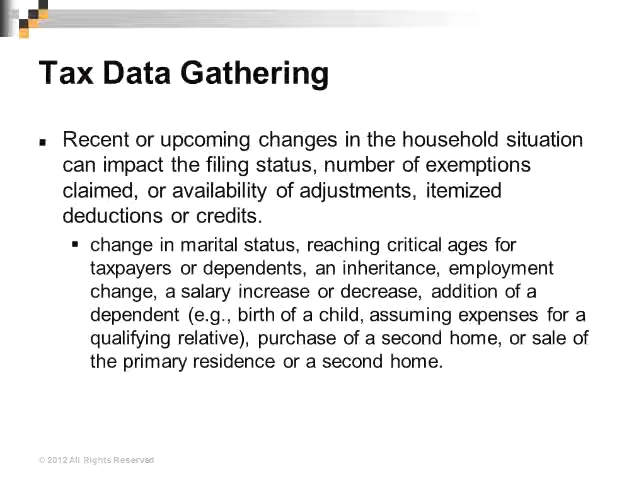 Tax Data Gathering
Recent or upcoming changes in the household situation
can impact the filing status, number of exemptions
claimed, or availability of adjustments, itemized
deductions or credits.
change in marital status, reaching critical ages for
taxpayers or dependents, an inheritance, employment
change, a salary increase or decrease, addition of a
dependent (e.g., birth of a child, assuming expenses for a
qualifying relative), purchase of a second home, or sale of
the primary residence or a second home.
© 2012 All Rights Reserved